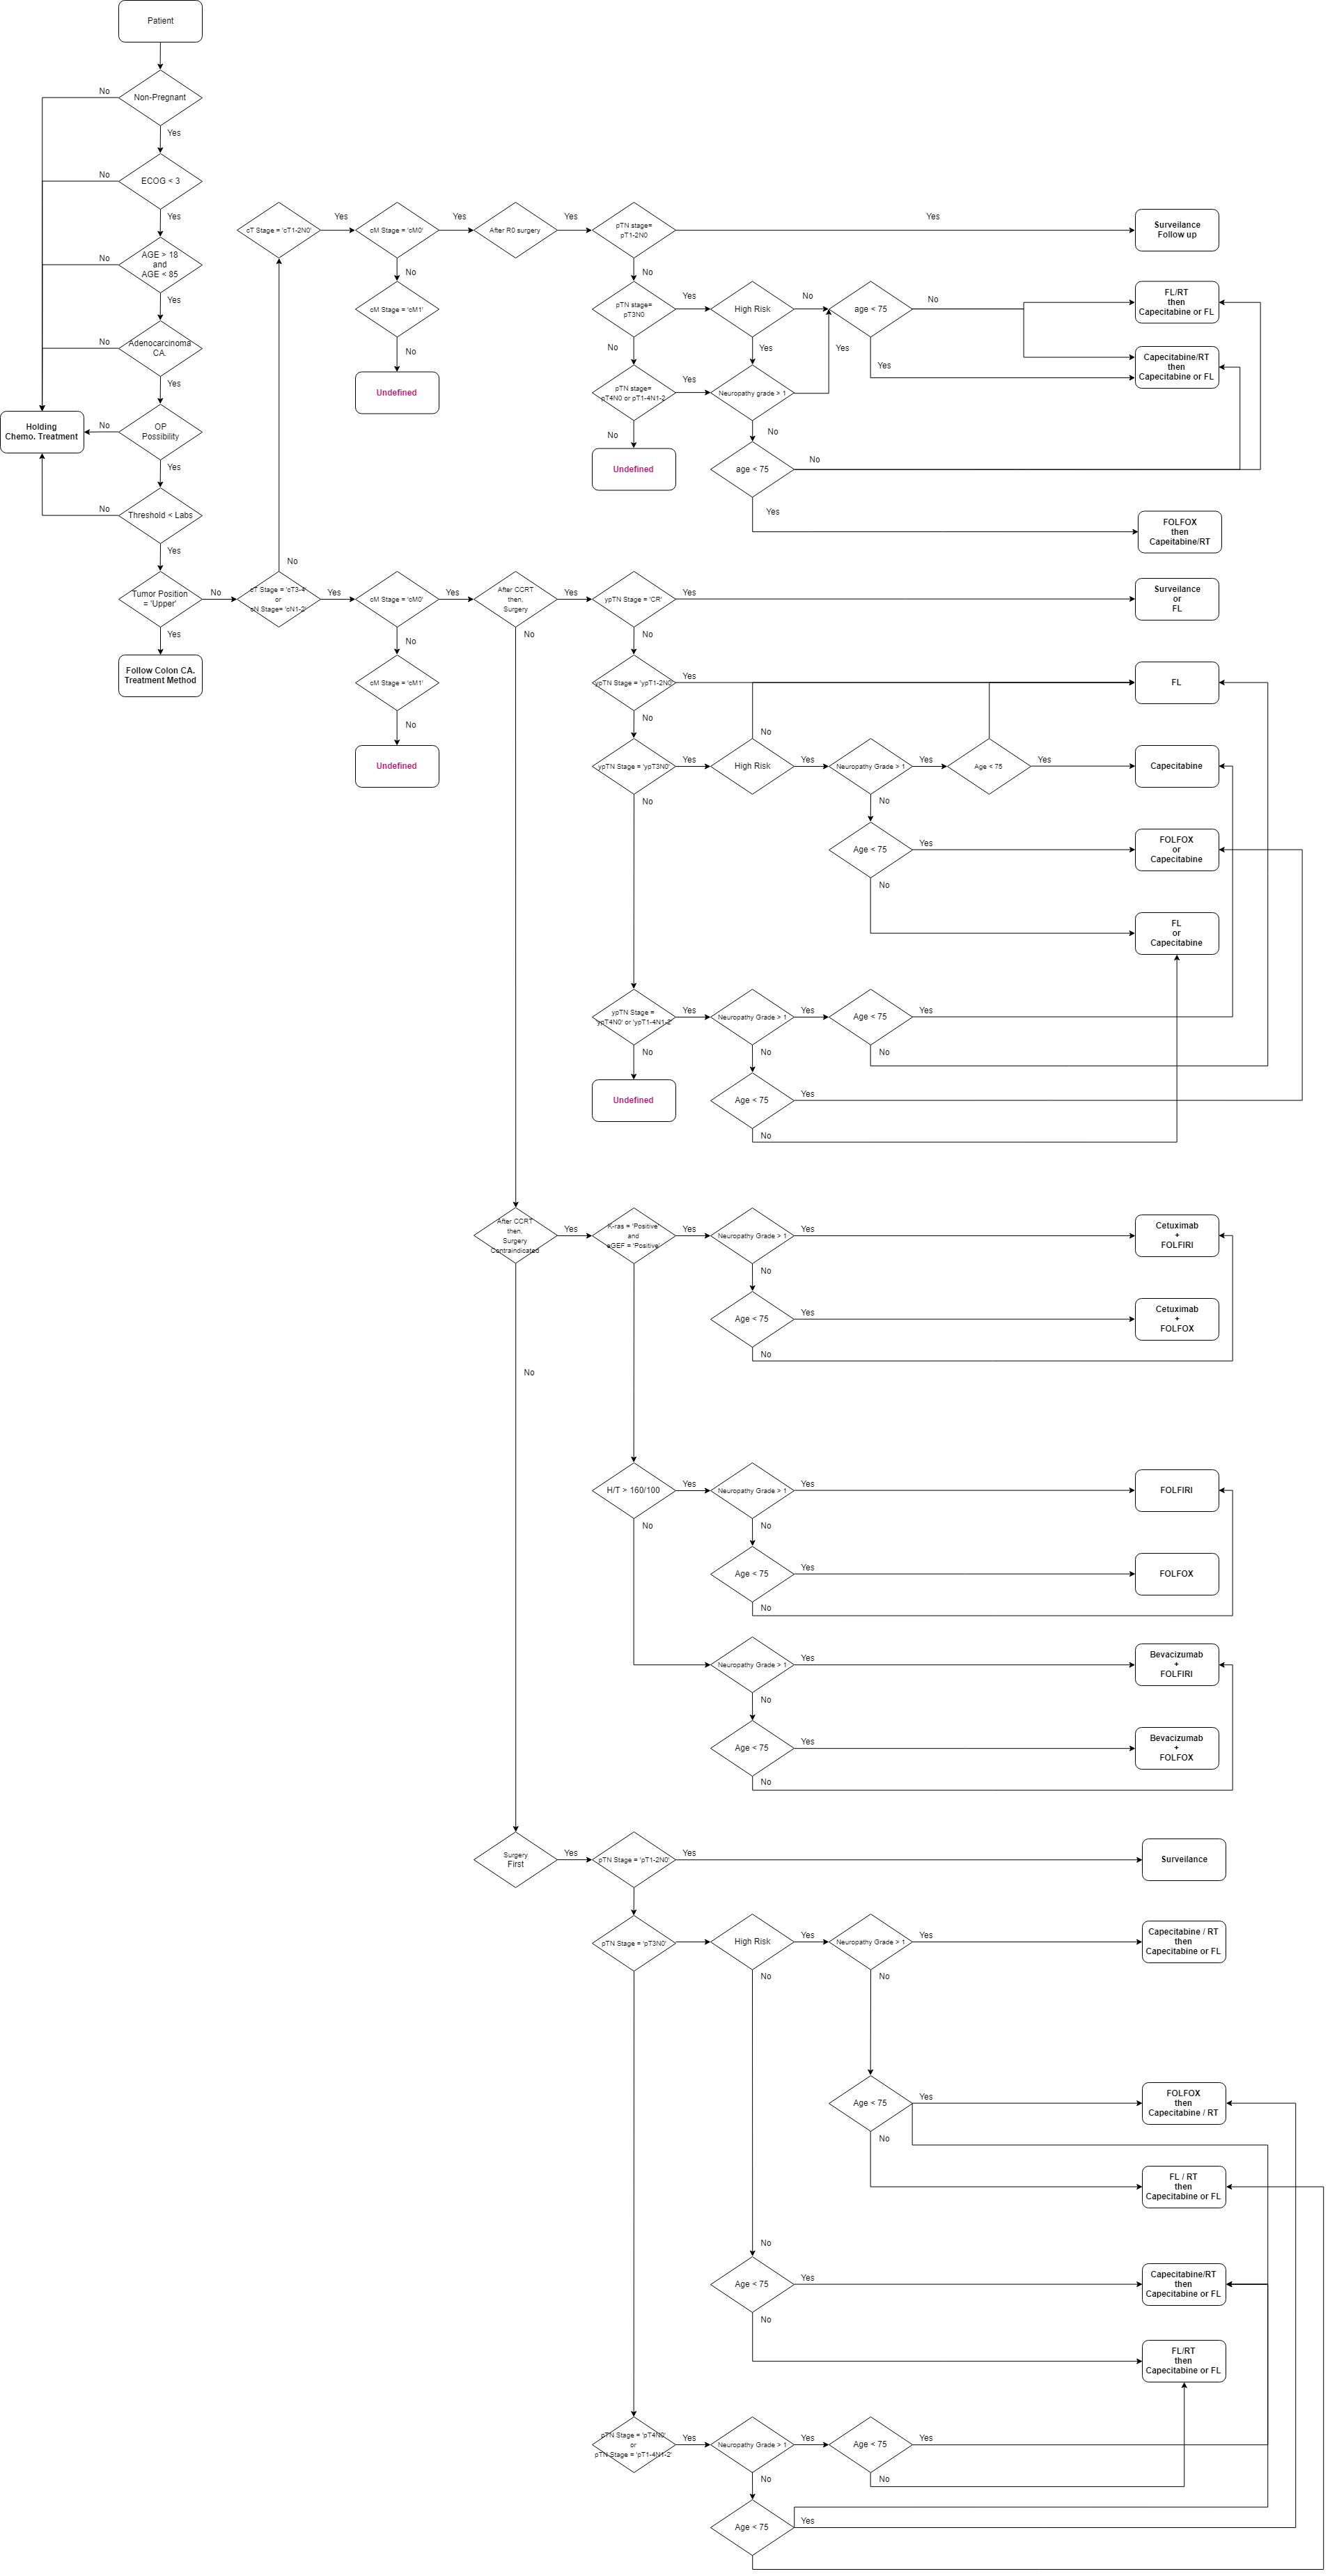 Patient
No
Non-Pregnant
Yes
No
ECOG < 3
Yes
No
AGE > 18
and
AGE < 85
Yes
No
Adenocarcinoma
CA.
Yes
Holding
Chemo. Treatment
No
OP
Possibility
Yes
No
Threshold < Labs
Yes
Tumor Position
= 'Upper'
No
Yes
Follow Colon CA.
Treatment Method
cT Stage = 'cT1-2N0'
Yes
cM Stage = 'cM0'
Yes
After R0 surgery
Yes
pTN stage=
pT1-2N0
Yes
Surveilance
Follow up
No
cM Stage = 'cM1'
No
Undefined
No
pTN stage=
pT3N0
Yes
High Risk
No
age < 75
No
FL/RT
then
Capecitabine or FL
Yes
Capecitabine/RT
then
Capecitabine or FL
No
Yes
Yes
pTN stage=
pT4N0 or pT1-4N1-2
Yes
Neuropathy grade > 1
No
Undefined
No
age < 75
No
Yes
FOLFOX
then
Capeitabine/RT
No
cT Stage = 'cT3-4'
or
cN Stage= 'cN1-2'
Yes
cM Stage = 'cM0'
Yes
After CCRT
then,
Surgery
Yes
ypTN Stage = 'CR'
Yes
Surveilance
or
FL
No
cM Stage = 'cM1'
No
Undefined
No
No
ypTN Stage = 'ypT1-2N0'
Yes
FL
No
No
ypTN Stage = 'ypT3N0'
Yes
High Risk
Yes
Neuropathy Grade > 1
Yes
Age < 75
Yes
Capecitabine
No
No
Age < 75
Yes
FOLFOX
or
Capecitabine
No
FL
or
Capecitabine
ypTN Stage =
'ypT4N0' or 'ypT1-4N1-2'
Yes
Neuropathy Grade > 1
Yes
Age < 75
Yes
No
No
No
Undefined
Age < 75
Yes
No
After CCRT
then,
Surgery
Contraindicated
Yes
K-ras = 'Positive'
and
eGEF = 'Positive'
Yes
Neuropathy Grade > 1
Yes
Cetuximab
+
FOLFIRI
No
Age < 75
Yes
Cetuximab
+
FOLFOX
No
No
H/T > 160/100
Yes
Neuropathy Grade > 1
Yes
FOLFIRI
No
No
Age < 75
Yes
FOLFOX
No
Neuropathy Grade > 1
Yes
Bevacizumab
+
FOLFIRI
No
Age < 75
Yes
Bevacizumab
+
FOLFOX
No
Surgery
First
Yes
pTN Stage = 'pT1-2N0'
Yes
Surveilance
pTN Stage = 'pT3N0'
High Risk
Yes
Neuropathy Grade > 1
Yes
Capecitabine / RT
then
Capecitabine or FL
No
No
Age < 75
Yes
FOLFOX
then
Capecitabine / RT
No
FL / RT
then
Capecitabine or FL
No
Age < 75
Yes
Capecitabine/RT
then
Capecitabine or FL
No
FL/RT
then
Capecitabine or FL
pTN Stage = 'pT4N0'
or
pTN Stage = 'pT1-4N1-2'
Yes
Neuropathy Grade > 1
Yes
Age < 75
Yes
No
No
Age < 75
Yes